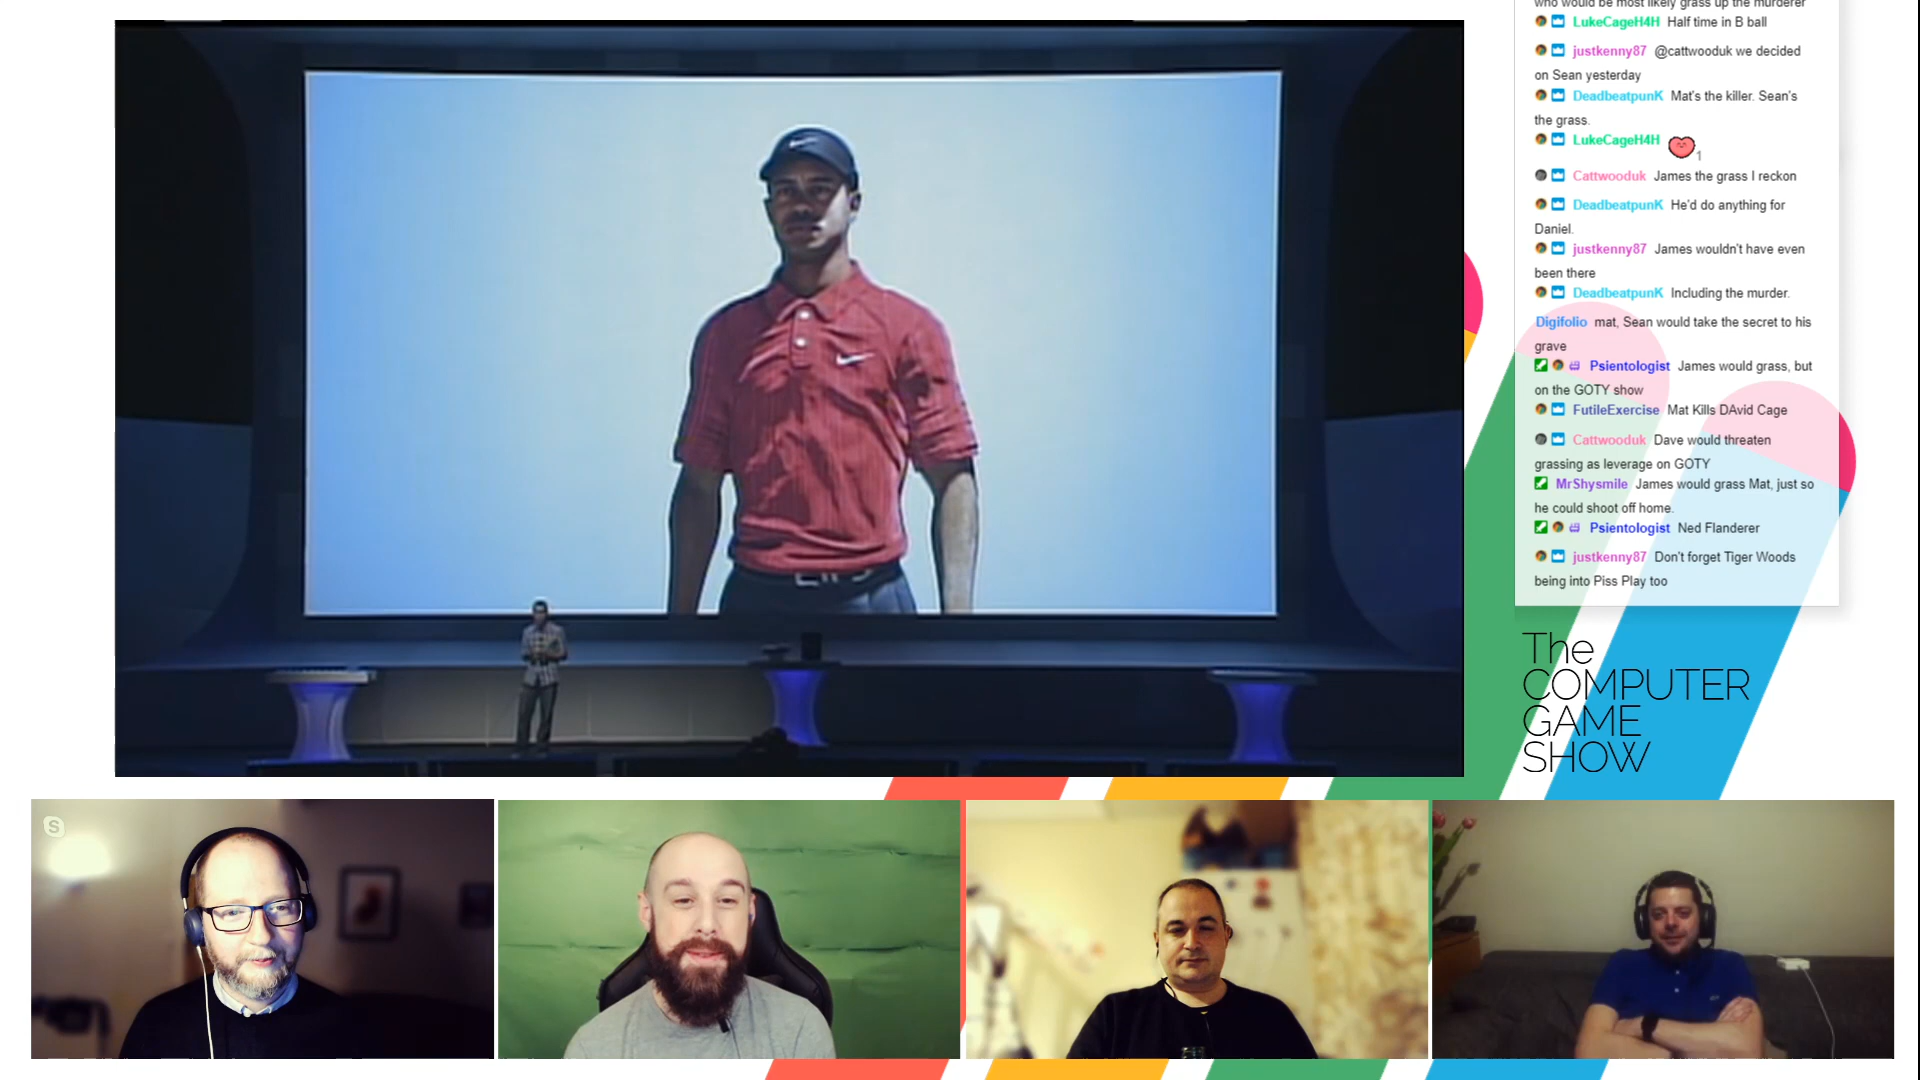 who would be most likely grass up the murderer
LukeCageH4H Half time in B ball
justkenny87 @cattwooduk we decided
on Sean yesterday
DeadbeatpunK Mat's the killer. Sean's
the grass.
LukeCageH4H 1
Cattwooduk James the grass I reckon
DeadbeatpunK He'd do anything for
Daniel.
justkenny87 James wouldn't have even
been there
DeadbeatpunK Including the murder.
Digifolio mat, Sean would take the secret to his
grave
Psientologist James would grass, but
on the GOTY show
FutileExercise Mat Kills DAvid Cage
Cattwooduk Dave would threaten
grassing as leverage on GOTY
MrShysmile James would grass Mat, just so
he could shoot off home.
Psientologist Ned Flanderer
justkenny87 Don't forget Tiger Woods
being into Piss Play too
The
COMPUTER
GAME
SHOW
S